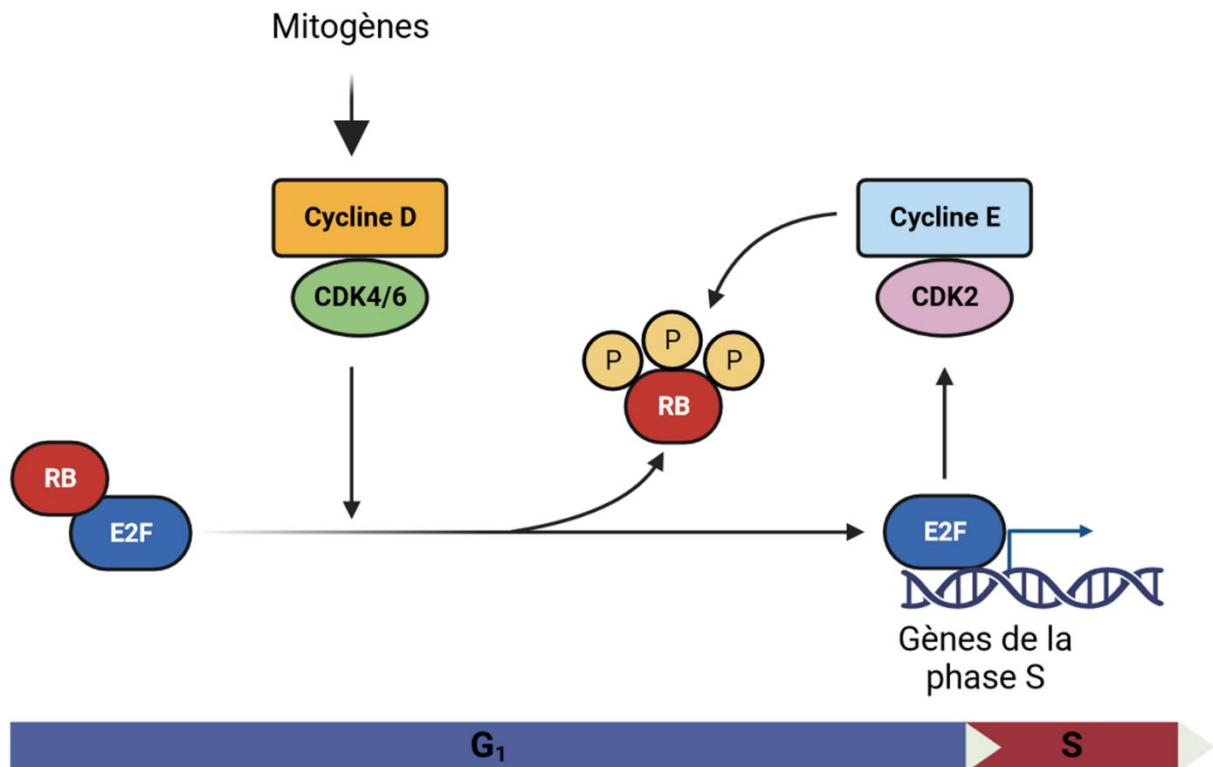 Mitogènes
Cycline D
CDK4/6
Cycline E
CDK2
P
P
P
RB
RB
E2F
E2F
Gènes de la
phase S
G₁
S